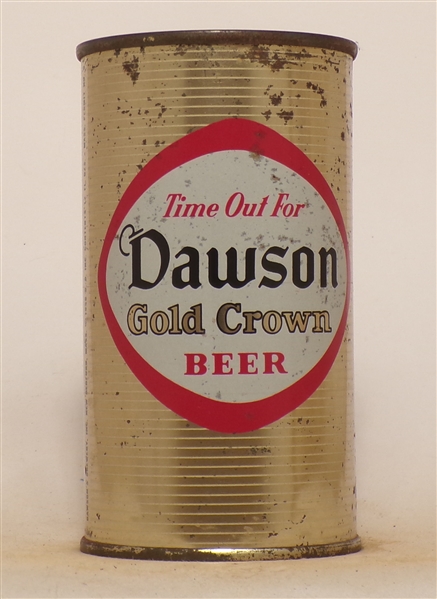 Time Out For
Dawson
Gold Crown
BEER